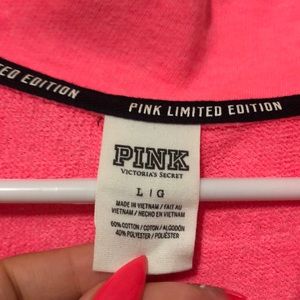 EED EDITION
PINK LIMITED EDITION
PINK
VICTORIA'S SECRET
L | G
MADE IN VIETNAM / FAIT AU
VIETNAM / HECHO EN VIETNAM
60% COTTON / COTON / ALGODÓN
40% POLYESTER / POLIÉSTER